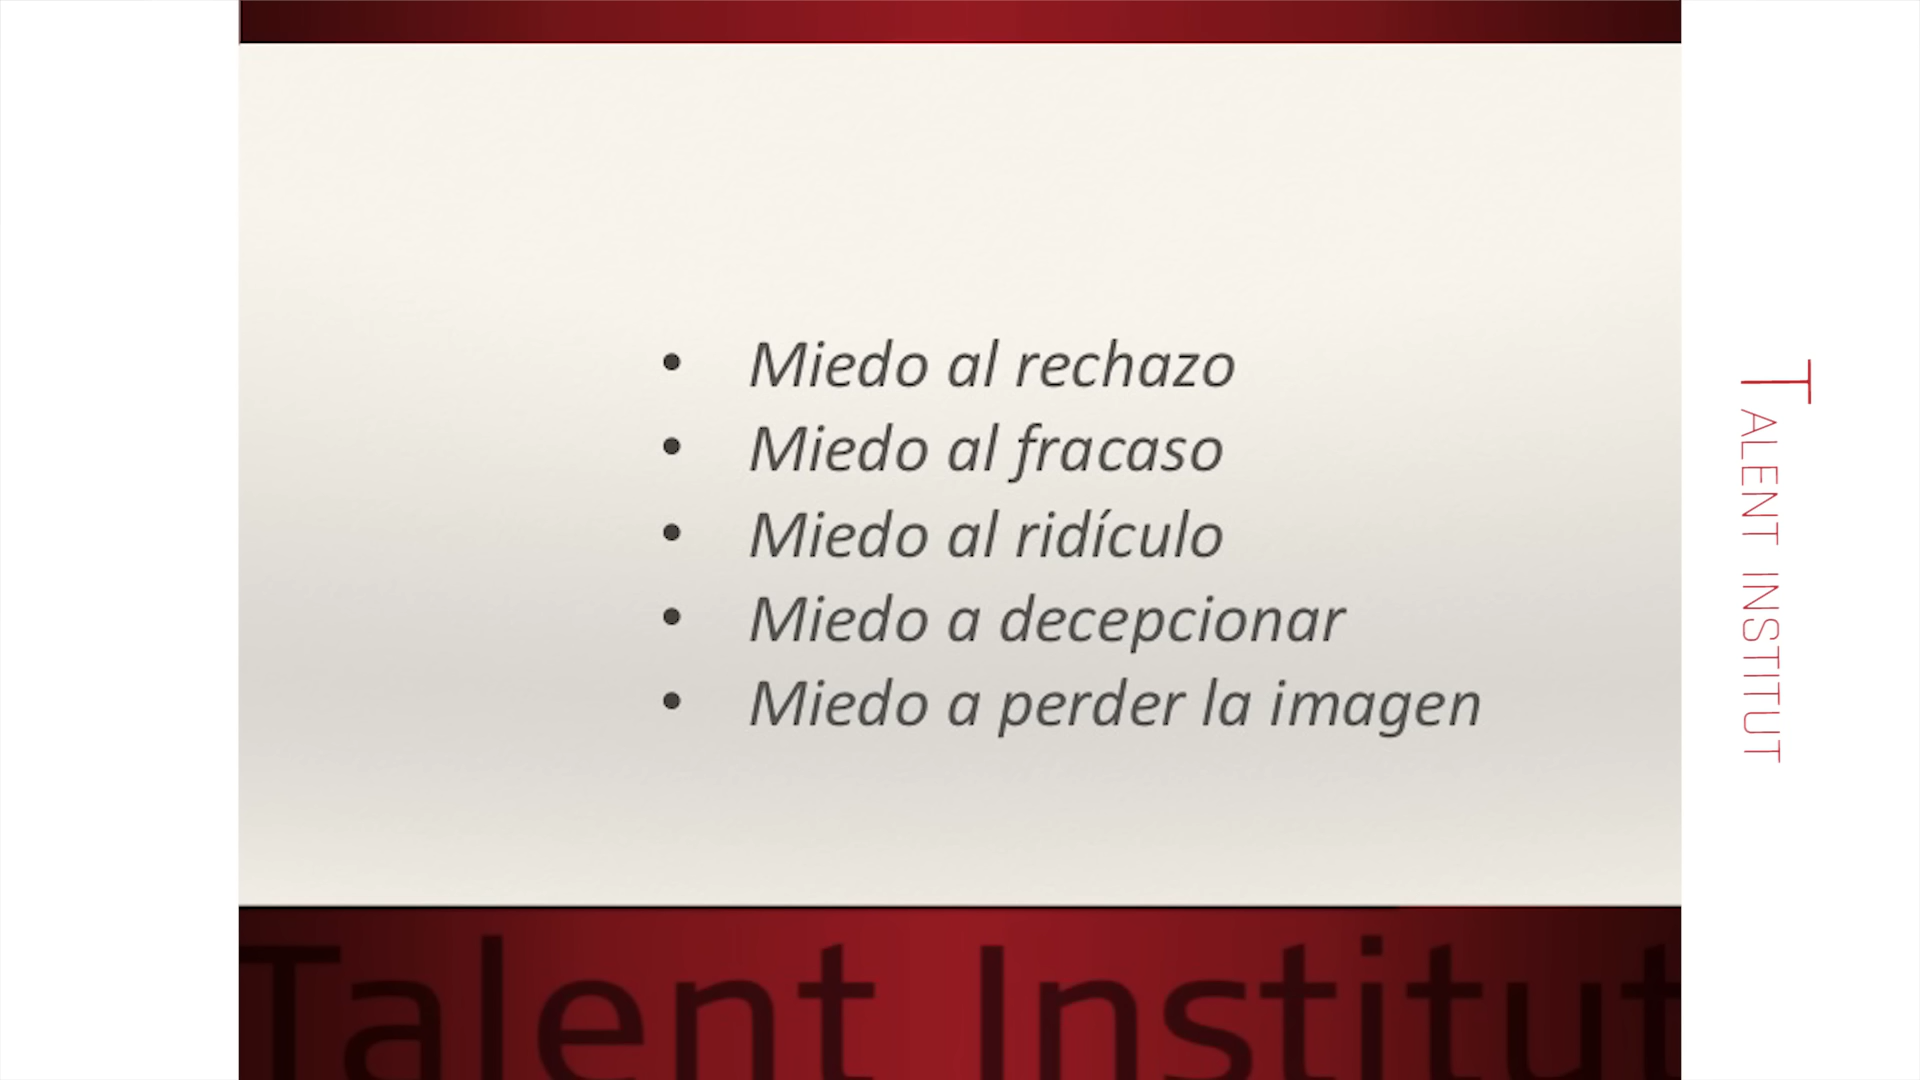 • Miedo al rechazo
• Miedo al fracaso
• Miedo al ridículo
• Miedo a decepcionar
• Miedo a perder la imagen
TALENT INSTITUT
Talent Institut